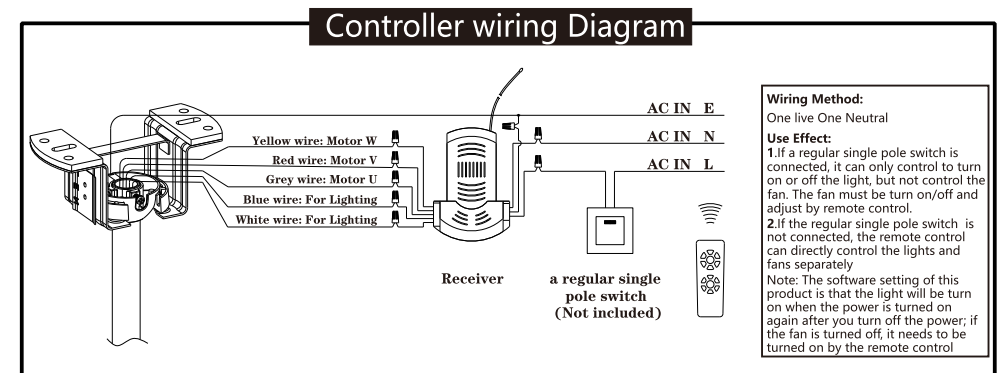 Controller wiring Diagram
AC IN E
AC IN N
AC IN L
Yellow wire: Motor W
Red wire: Motor V
Grey wire: Motor U
Blue wire: For Lighting
White wire: For Lighting
Receiver
a regular single
pole switch
(Not included)
Wiring Method:
One live One Neutral
Use Effect:
1.If a regular single pole switch is
connected, it can only control to turn
on or off the light, but not control the
fan. The fan must be turn on/off and
adjust by remote control.
2.If the regular single pole switch is
not connected, the remote control
can directly control the lights and
fans separately
Note: The software setting of this
product is that the light will be turn
on when the power is turned on
again after you turn off the power; if
the fan is turned off, it needs to be
turned on by the remote control